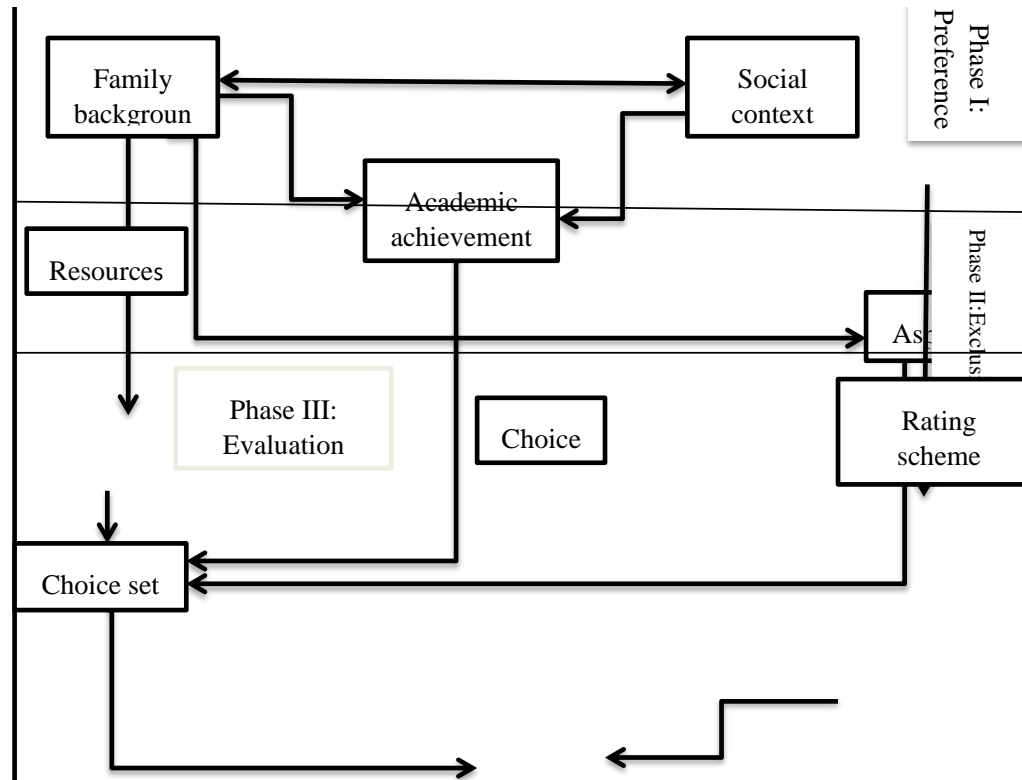 Family
backgroun
Social
context
Phase I:
Preference
Academic
achievement
Resources
Phase II:Exclus
Asp
Phase III:
Evaluation
Choice
Rating
scheme
Choice set